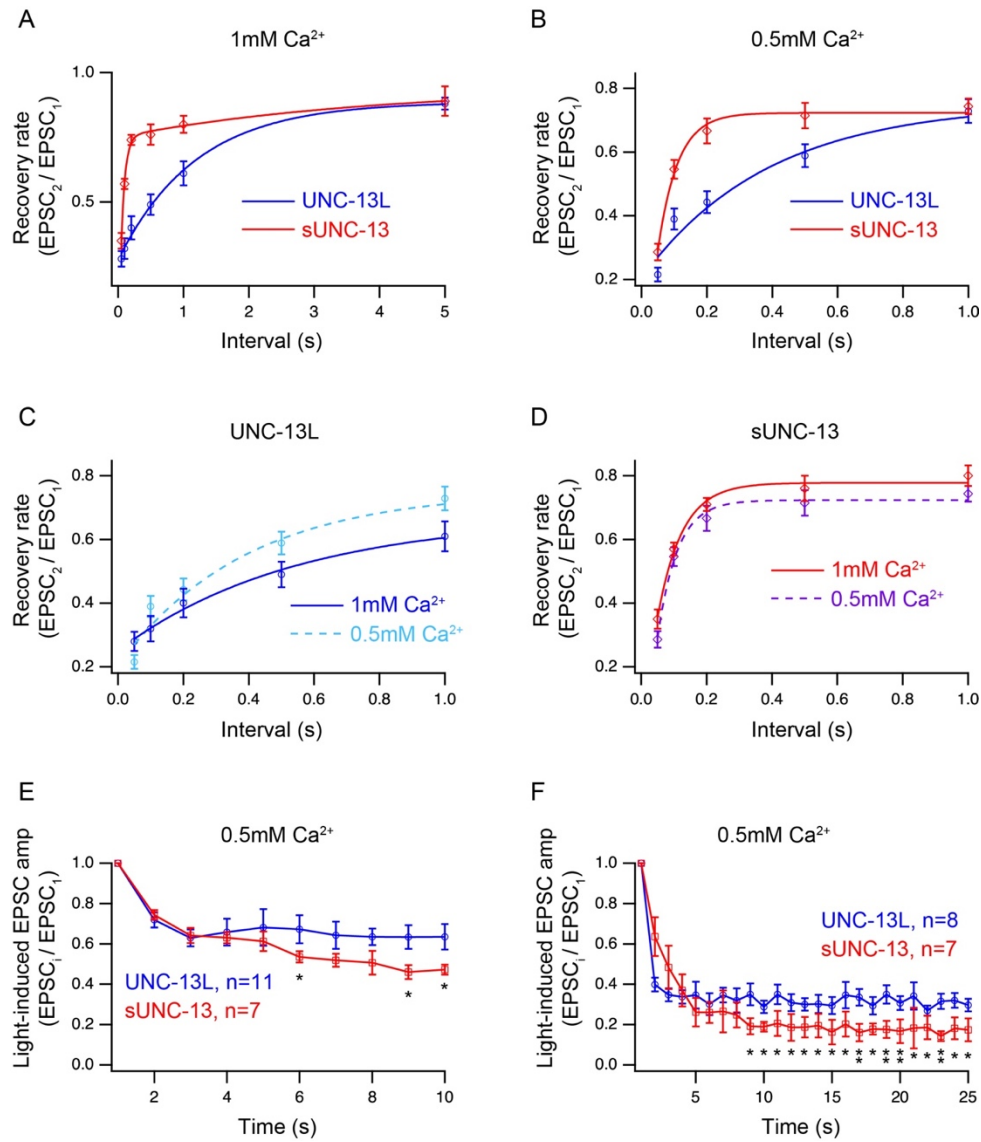 A
1mM Ca²⁺
Recovery rate
(EPSC₂ / EPSC₁)
1.0
0.5
UNC-13L
sUNC-13
0 1 2 3 4 5
Interval (s)
B
0.5mM Ca²⁺
Recovery rate
(EPSC₂ / EPSC₁)
0.8
0.6
0.4
0.2
UNC-13L
sUNC-13
0.0 0.2 0.4 0.6 0.8 1.0
Interval (s)
C
UNC-13L
Recovery rate
(EPSC₂ / EPSC₁)
0.8
0.6
0.4
0.2
1mM Ca²⁺
0.5mM Ca²⁺
0.0 0.2 0.4 0.6 0.8 1.0
Interval (s)
D
sUNC-13
Recovery rate
(EPSC₂ / EPSC₁)
0.8
0.6
0.4
0.2
1mM Ca²⁺
0.5mM Ca²⁺
0.0 0.2 0.4 0.6 0.8 1.0
Interval (s)
E
0.5mM Ca²⁺
Light-induced EPSC amp
(EPSCᵢ / EPSC₁)
1.0
0.8
0.6
0.4
0.2
0.0
UNC-13L, n=11
sUNC-13, n=7
* * *
2 4 6 8 10
Time (s)
F
0.5mM Ca²⁺
Light-induced EPSC amp
(EPSCᵢ / EPSC₁)
1.0
0.8
0.6
0.4
0.2
0.0
UNC-13L, n=8
sUNC-13, n=7
* * * * * * * * * * * * * * * * *
* * * *
5 10 15 20 25
Time (s)